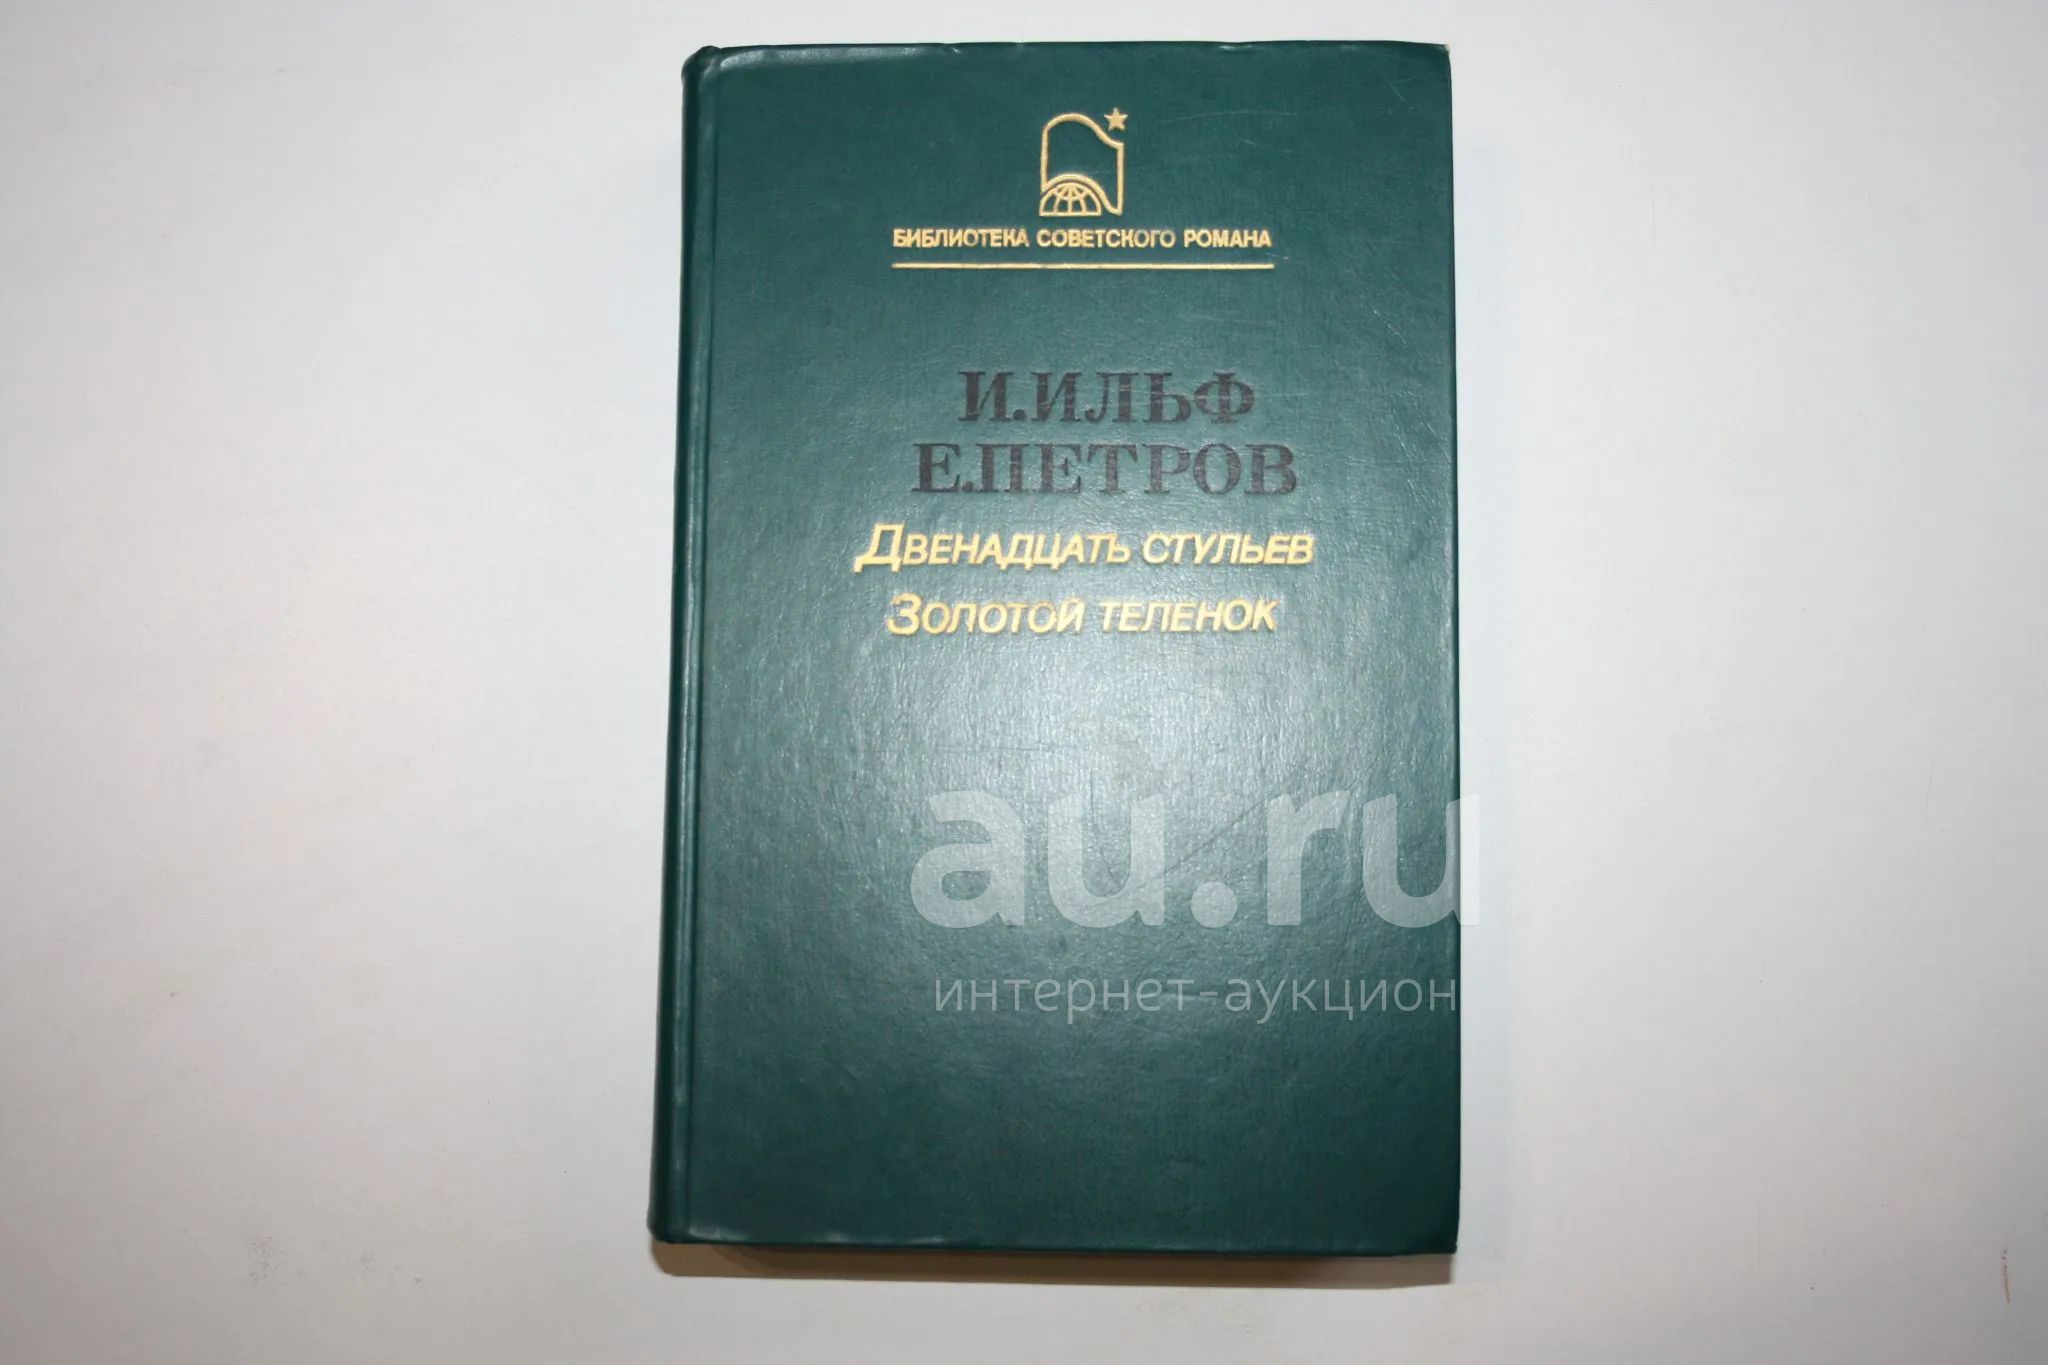 БИБЛИОТЕКА СОВЕТСКОГО РОМАНА
И.ИЛЬФ
Е.ПЕТРОВ
ДВЕНАДЦАТЬ СТУЛЬЕВ
ЗОЛОТОЙ ТЕЛЕНОК
au.ru
интернет-аукцион